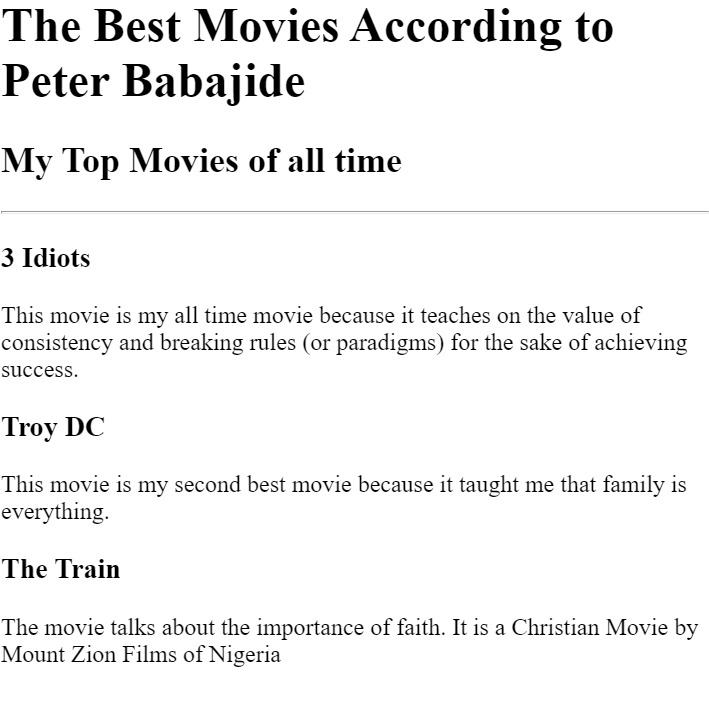 The Best Movies According to
Peter Babajide
My Top Movies of all time
3 Idiots
This movie is my all time movie because it teaches on the value of
consistency and breaking rules (or paradigms) for the sake of achieving
success.
Troy DC
This movie is my second best movie because it taught me that family is
everything.
The Train
The movie talks about the importance of faith. It is a Christian Movie by
Mount Zion Films of Nigeria